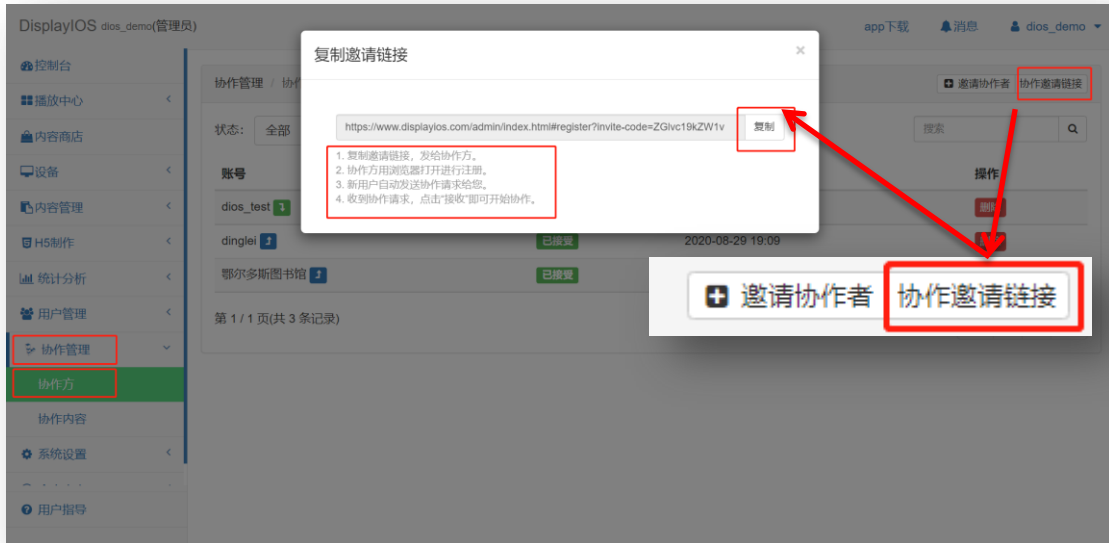 DisplayIOS dios_demo(管理员)
app下载 消息 dios_demo
控制台
播放中心
内容商店
设备
内容管理
H5制作
统计分析
用户管理
协作管理
协作方
协作内容
系统设置
用户指导
协作管理 / 协作
邀请协作者 协作邀请链接
状态: 全部
搜索
账号
操作
dios_test
删除
dinglei 已接受 2020-08-29 19:09
鄂尔多斯图书馆 已接受
第 1 / 1 页(共 3 条记录)
复制邀请链接 ×
https://www.displayios.com/admin/index.html#register?invite-code=ZGlvc19kZW1v 复制
1. 复制邀请链接，发给协作方。
2. 协作方用浏览器打开进行注册。
3. 新用户自动发送协作请求给您。
4. 收到协作请求，点击"接收"即可开始协作。
邀请协作者 协作邀请链接